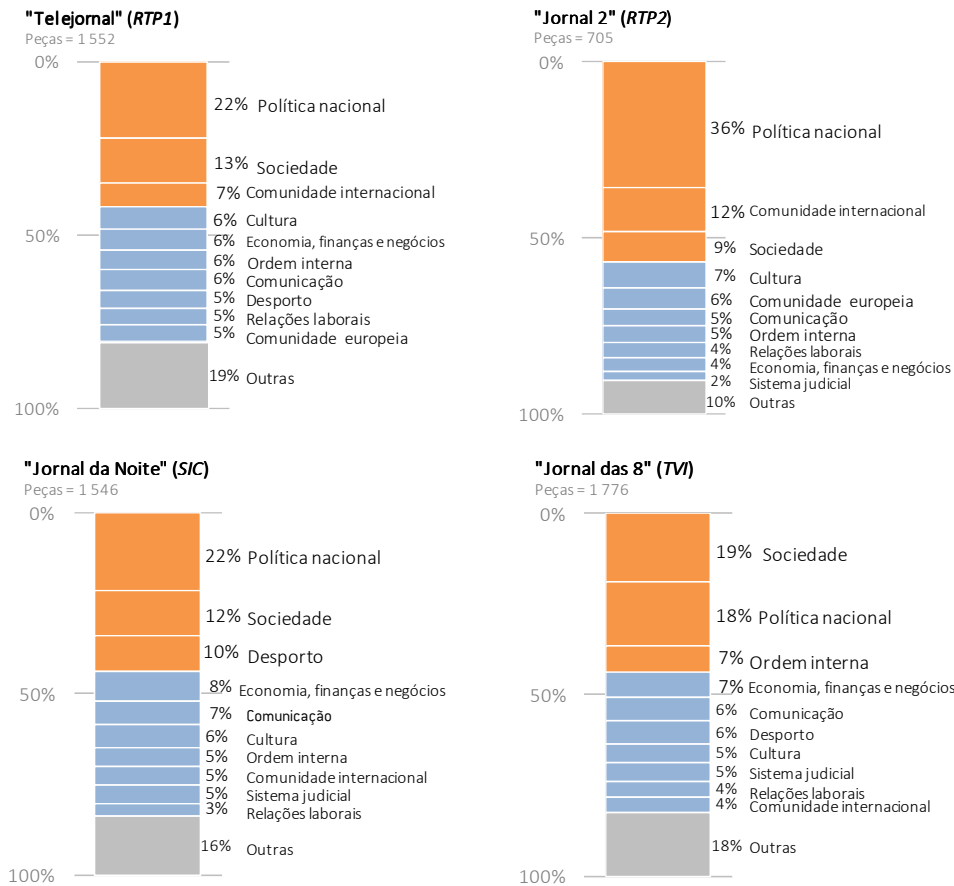 "Telejornal" (RTP1)
Peças = 1 552
0%
22% Política nacional
13% Sociedade
7% Comunidade internacional
6% Cultura
50%
6% Economia, finanças e negócios
6% Ordem interna
6% Comunicação
5% Desporto
5% Relações laborais
5% Comunidade europeia
19% Outras
100%
"Jornal 2" (RTP2)
Peças = 705
0%
36% Política nacional
12% Comunidade internacional
50%
9% Sociedade
7% Cultura
6% Comunidade europeia
5% Comunicação
5% Ordem interna
4% Relações laborais
4% Economia, finanças e negócios
2% Sistema judicial
10% Outras
100%
"Jornal da Noite" (SIC)
Peças = 1 546
0%
22% Política nacional
12% Sociedade
10% Desporto
50%
8% Economia, finanças e negócios
7% Comunicação
6% Cultura
5% Ordem interna
5% Comunidade internacional
5% Sistema judicial
3% Relações laborais
16% Outras
100%
"Jornal das 8" (TVI)
Peças = 1 776
0%
19% Sociedade
18% Política nacional
7% Ordem interna
50%
7% Economia, finanças e negócios
6% Comunicação
6% Desporto
5% Cultura
5% Sistema judicial
4% Relações laborais
4% Comunidade internacional
18% Outras
100%